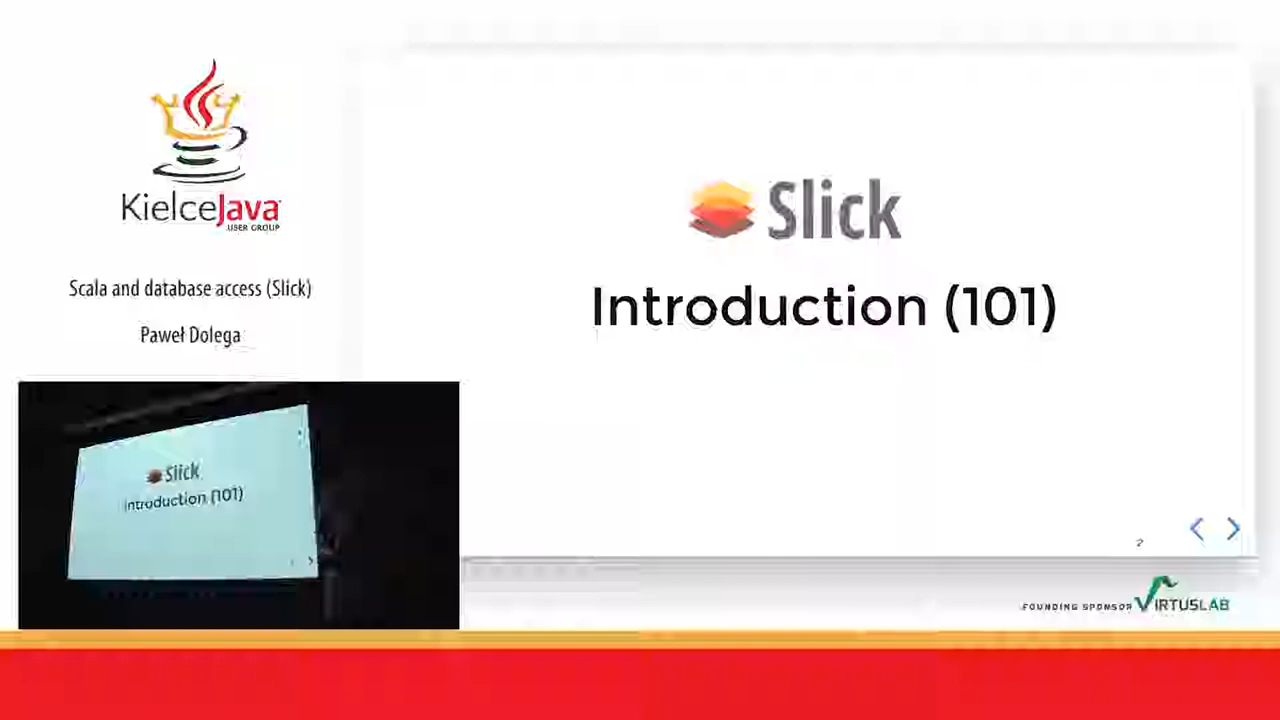 KielceJava
USER GROUP
Scala and database access (Slick)
Paweł Dolega
Slick
Introduction (101)
2
Slick
Introduction (101)
FOUNDING SPONSOR VIRTUSLAB